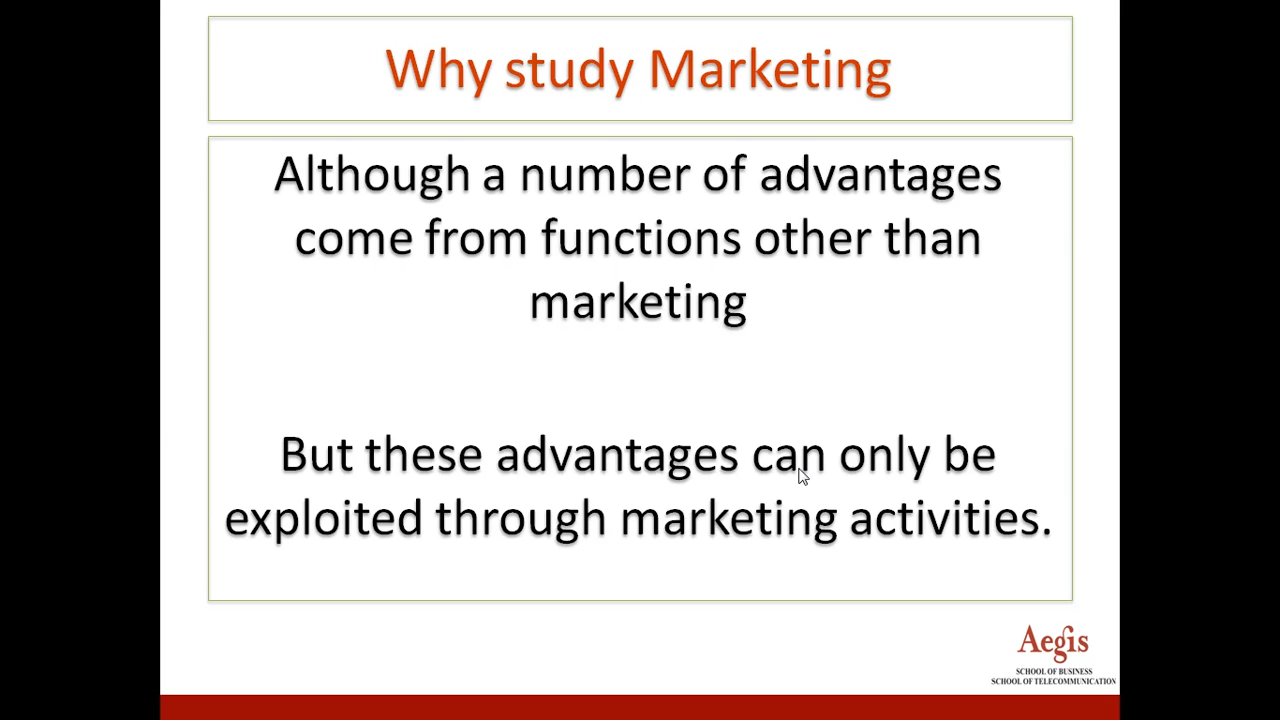 Why study Marketing
Although a number of advantages
come from functions other than
marketing
But these advantages can only be
exploited through marketing activities.
Aegis
SCHOOL OF BUSINESS
SCHOOL OF TELECOMMUNICATION